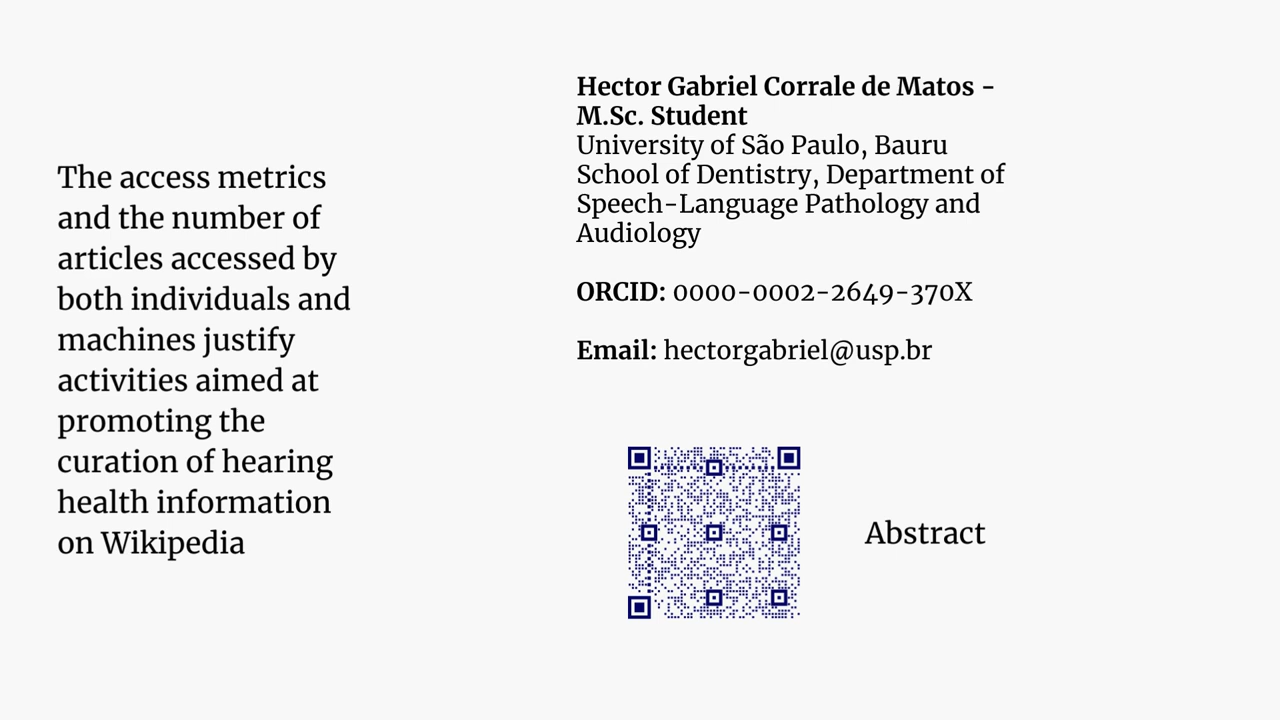 The access metrics
and the number of
articles accessed by
both individuals and
machines justify
activities aimed at
promoting the
curation of hearing
health information
on Wikipedia
Hector Gabriel Corrale de Matos -
M.Sc. Student
University of São Paulo, Bauru
School of Dentistry, Department of
Speech-Language Pathology and
Audiology
ORCID: 0000-0002-2649-370X
Email: hectorgabriel@usp.br
Abstract